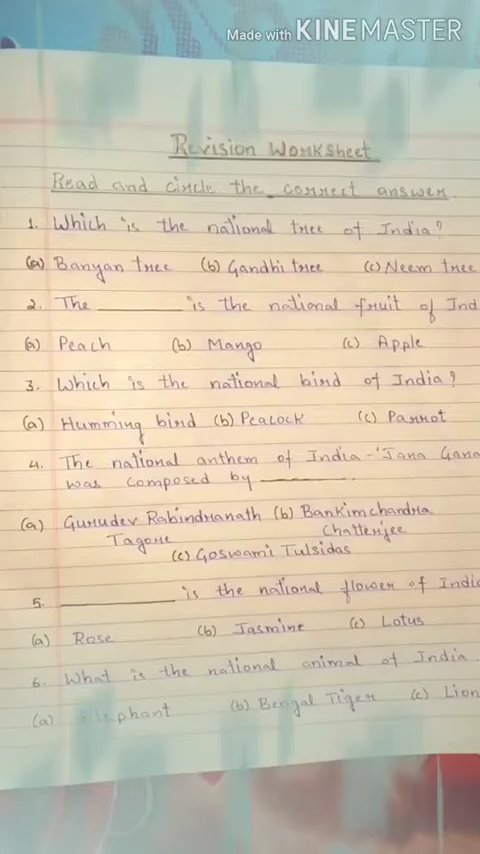 Made with KINEMASTER
Revision Worksheet
Read and circle the correct answer.
1. Which is the national tree of India?
(a) Banyan tree (b) Gandhi tree (c) Neem tree
2. The ________ is the national fruit of Ind
(a) Peach (b) Mango (c) Apple
3. Which is the national bird of India?
(a) Humming bird (b) Peacock (c) Parrot
4. The national anthem of India - 'Jana Gana
was composed by ________.
(a) Gurudev Rabindranath (b) Bankimchandra
Tagore Chatterjee
(c) Goswami Tulsidas
5. ________ is the national flower of Indi
(a) Rose (b) Jasmine (c) Lotus
6. What is the national animal of India.
(a) Elephant (b) Bengal Tiger (c) Lion